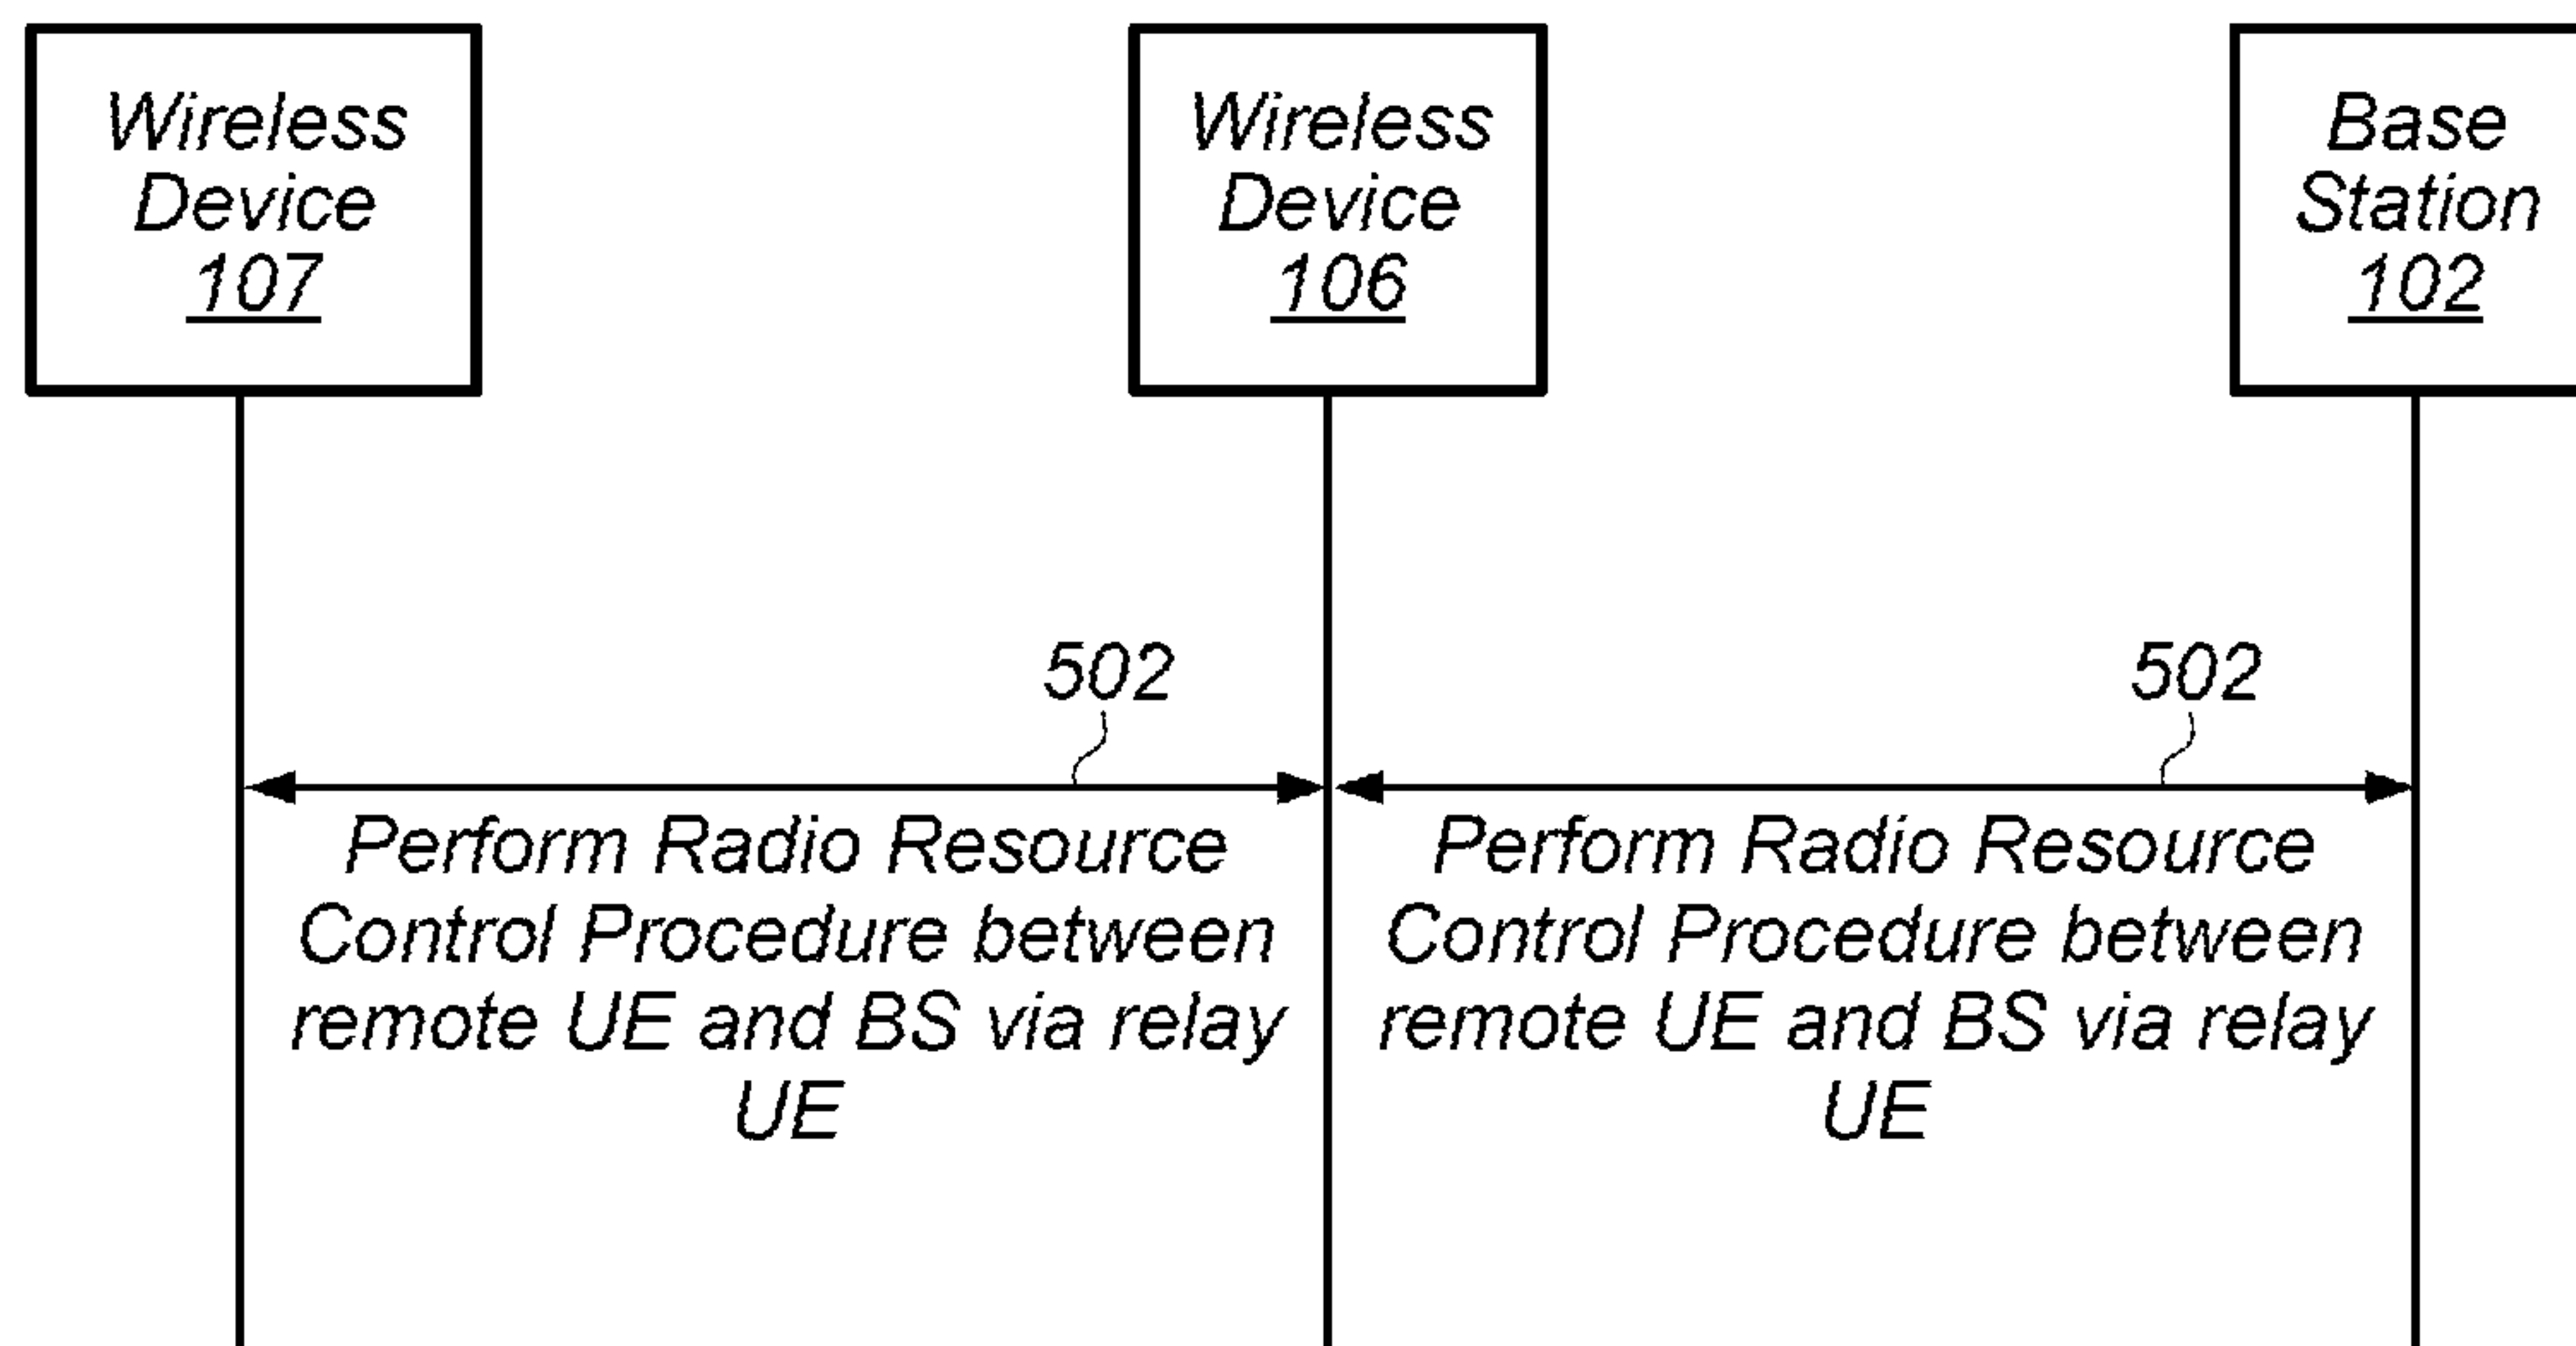 Wireless
Device
107
Wireless
Device
106
Base
Station
102
502
502
Perform Radio Resource
Control Procedure between
remote UE and BS via relay
UE
Perform Radio Resource
Control Procedure between
remote UE and BS via relay
UE